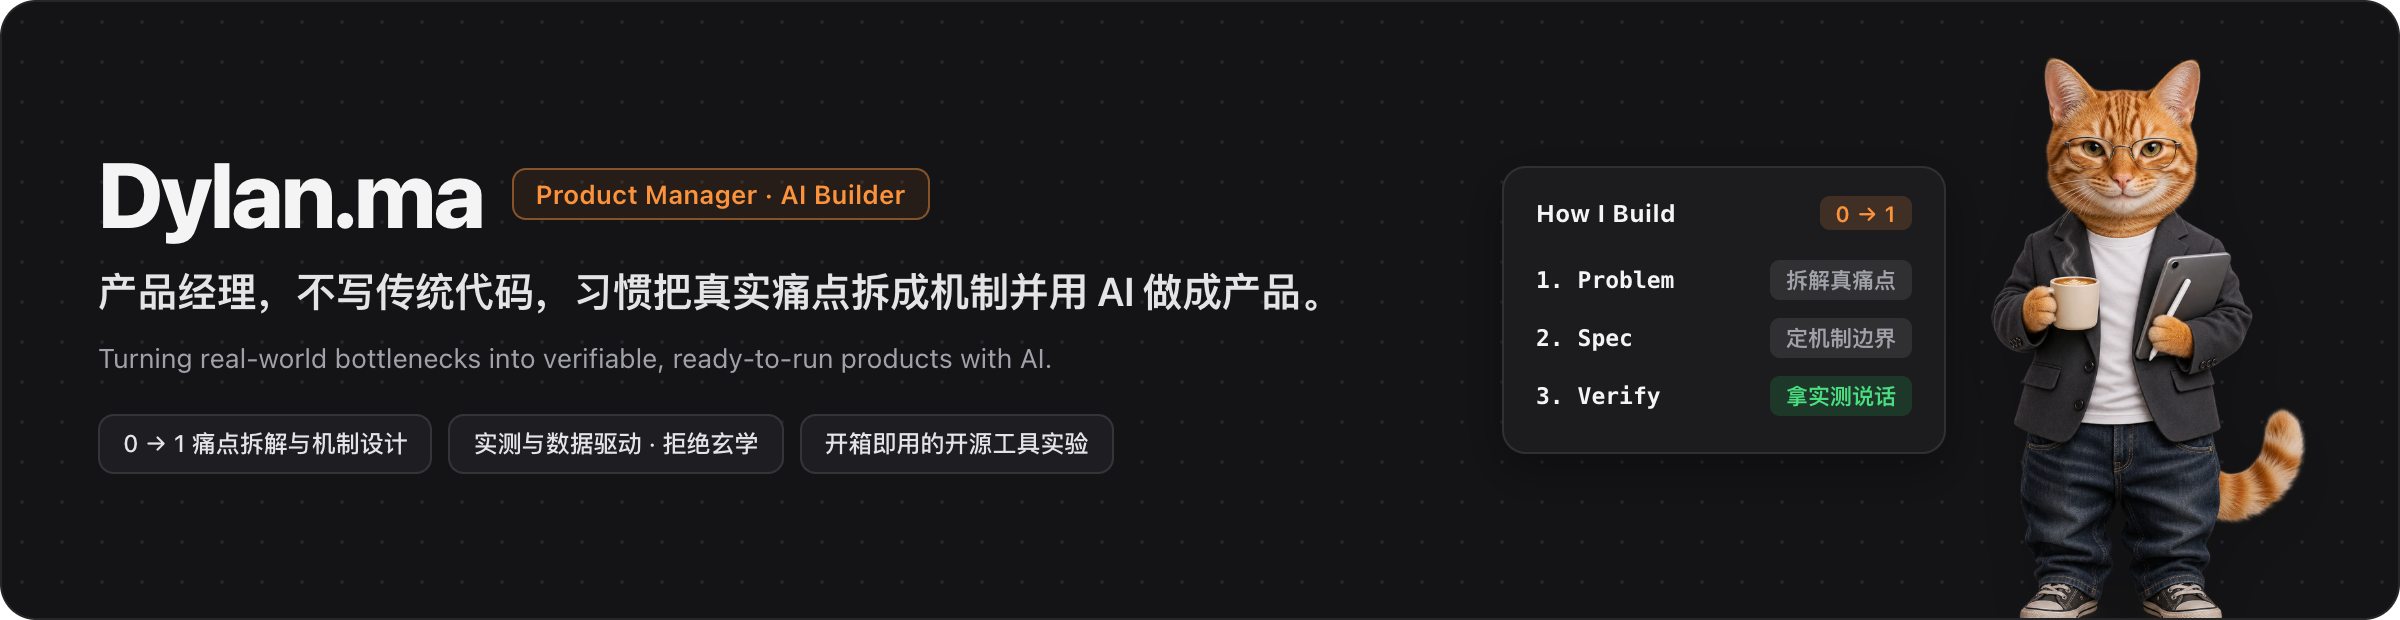 Dylan.ma
Product Manager · AI Builder
产品经理，不写传统代码，习惯把真实痛点拆成机制并用 AI 做成产品。
Turning real-world bottlenecks into verifiable, ready-to-run products with AI.
0 → 1 痛点拆解与机制设计
实测与数据驱动 · 拒绝玄学
开箱即用的开源工具实验
How I Build
0 → 1
1. Problem
拆解真痛点
2. Spec
定机制边界
3. Verify
拿实测说话